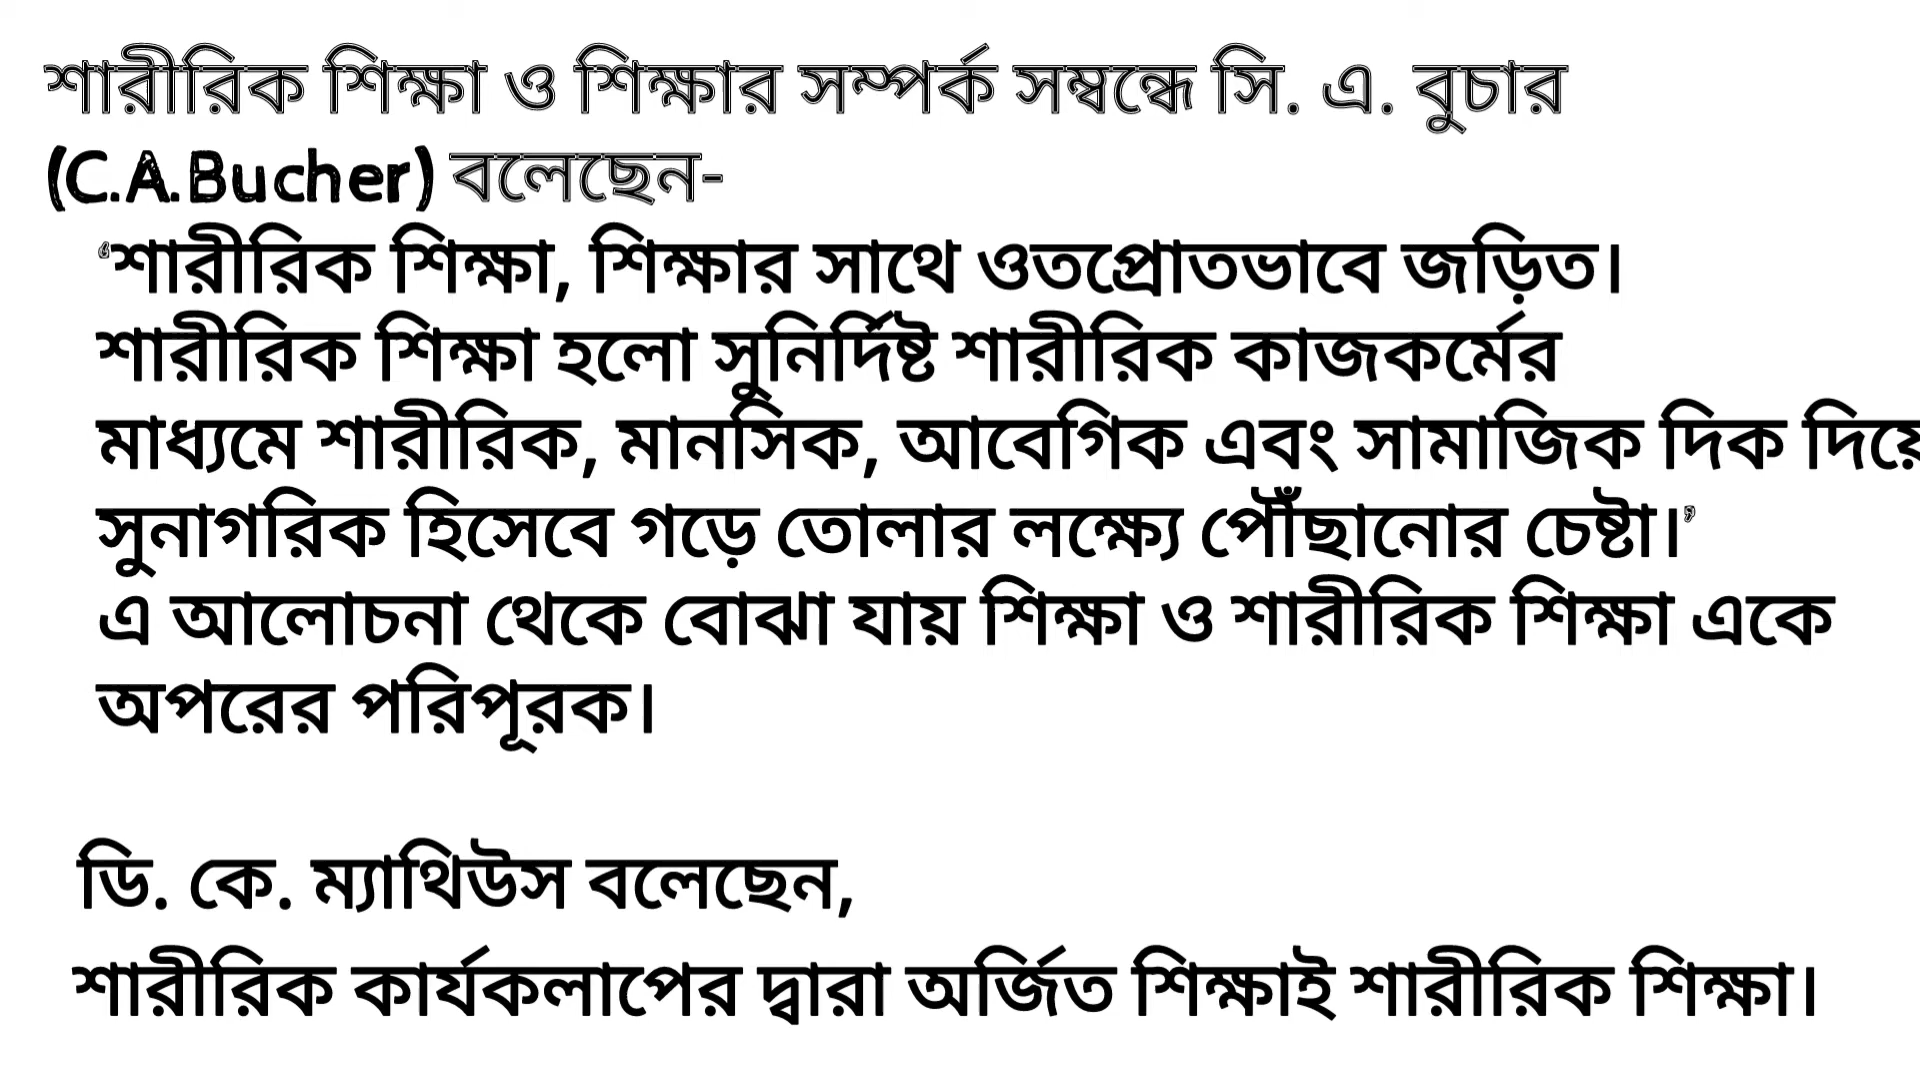 শারীরিক শিক্ষা ও শিক্ষার সম্পর্ক সম্বন্ধে সি. এ. বুচার
(C.A.Bucher) বলেছেন-
‘শারীরিক শিক্ষা, শিক্ষার সাথে ওতপ্রোতভাবে জড়িত।
শারীরিক শিক্ষা হলো সুনির্দিষ্ট শারীরিক কাজকর্মের
মাধ্যমে শারীরিক, মানসিক, আবেগিক এবং সামাজিক দিক দিয়ে
সুনাগরিক হিসেবে গড়ে তোলার লক্ষ্যে পৌঁছানোর চেষ্টা।’
এ আলোচনা থেকে বোঝা যায় শিক্ষা ও শারীরিক শিক্ষা একে
অপরের পরিপূরক।
ডি. কে. ম্যাথিউস বলেছেন,
শারীরিক কার্যকলাপের দ্বারা অর্জিত শিক্ষাই শারীরিক শিক্ষা।